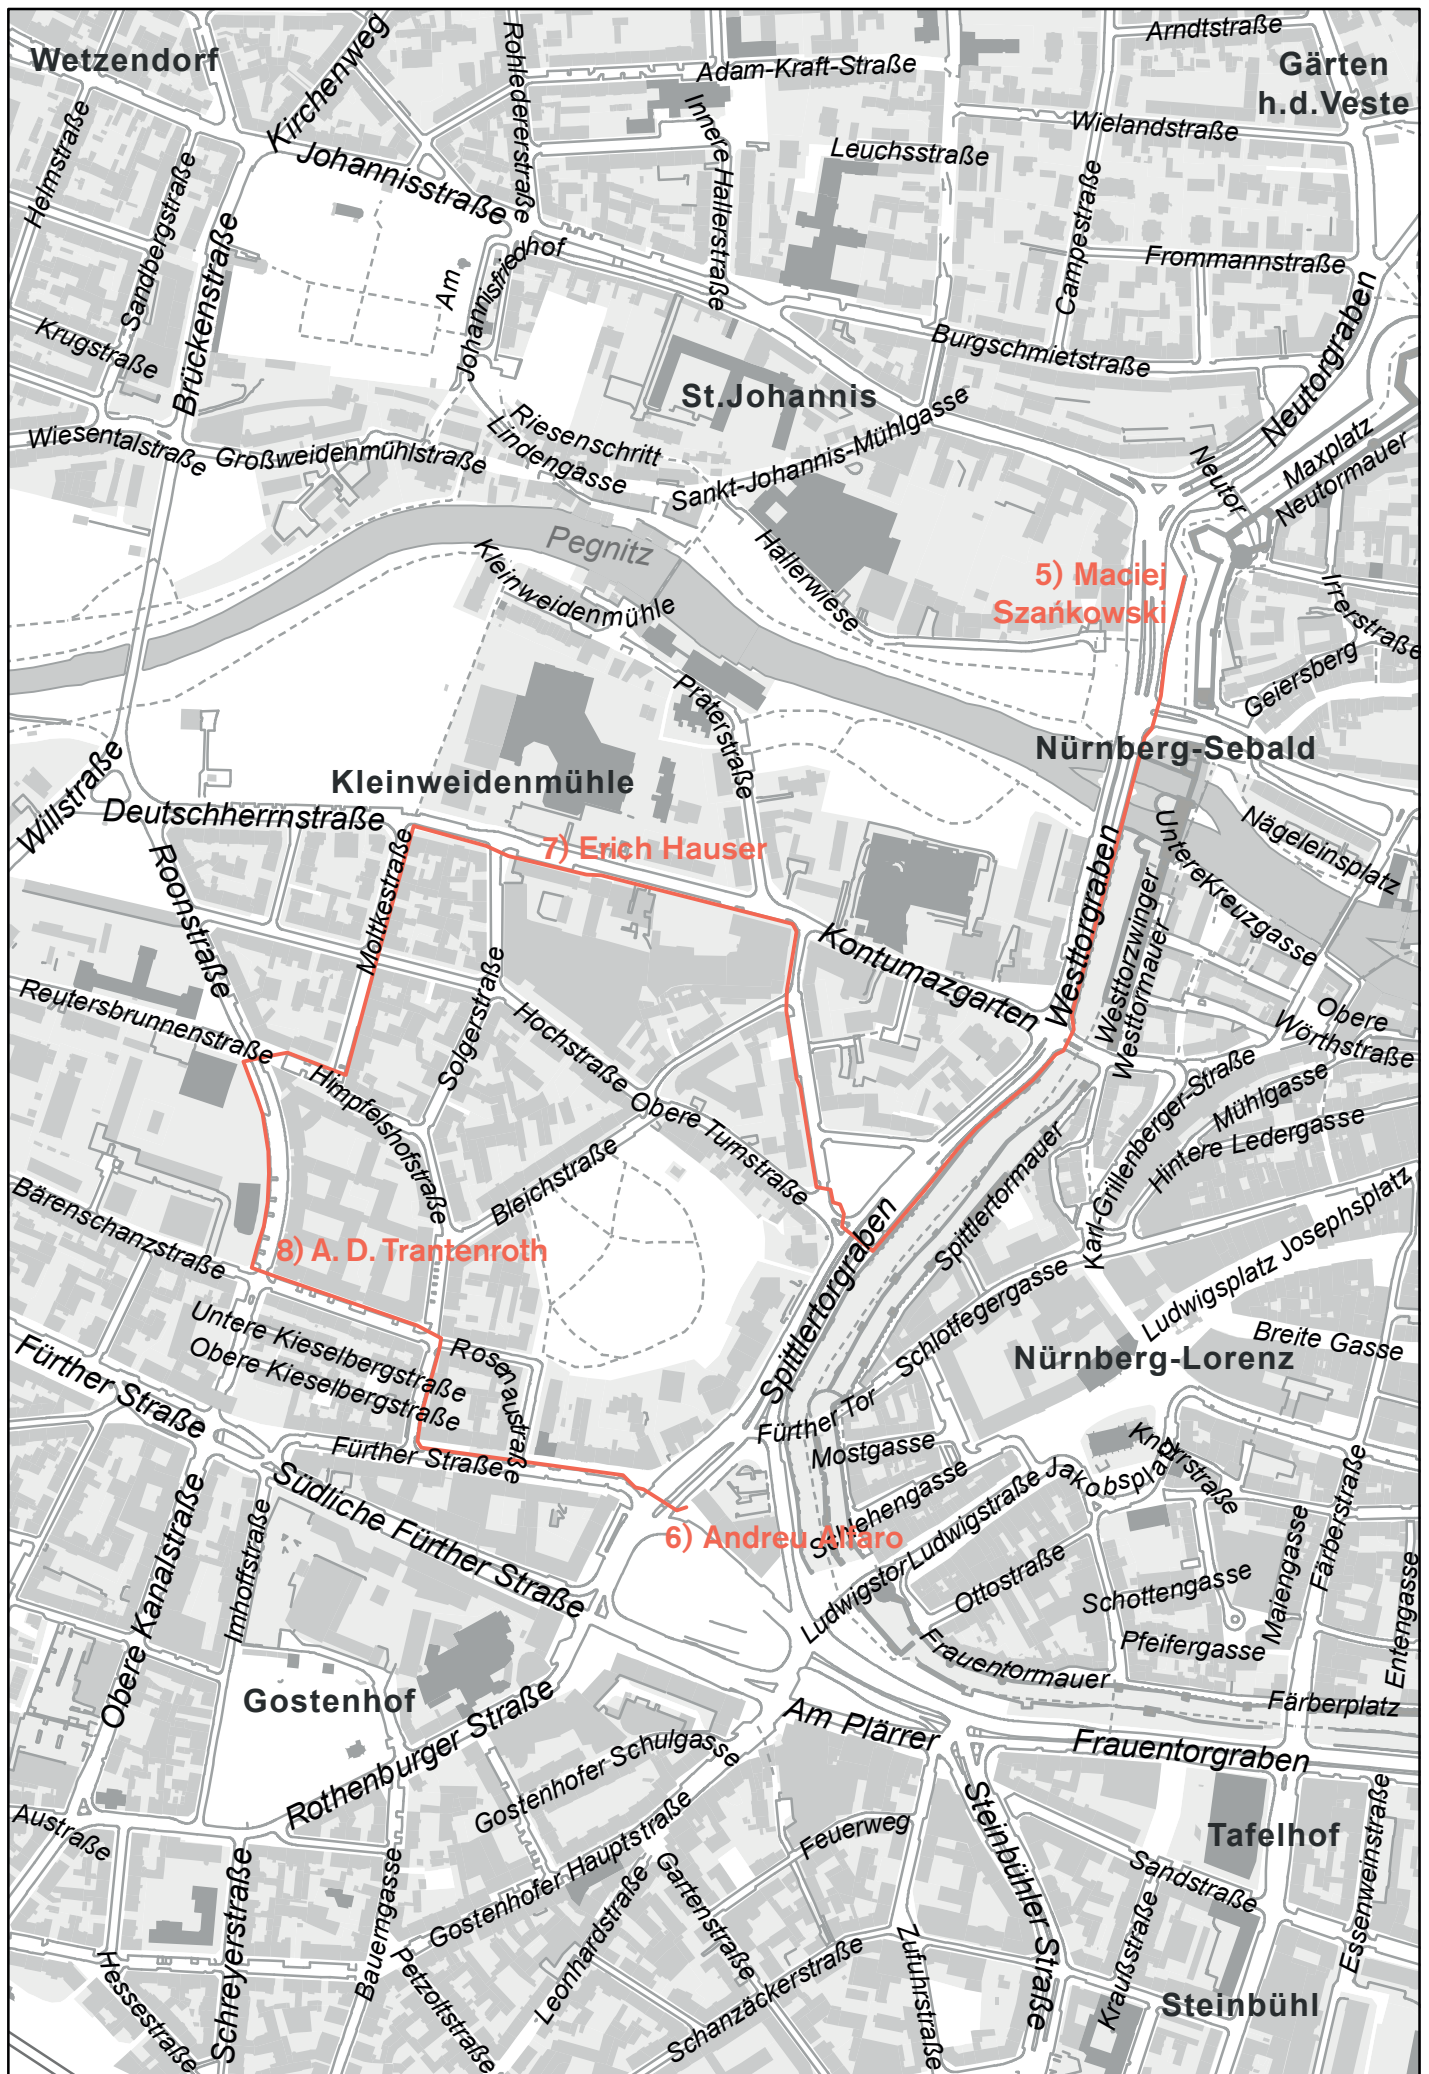 Wetzendorf
Kirchenweg
Rohledererstraße
Adam-Kraft-Straße
Arndtstraße
Gärten
h.d.Veste
Helmstraße
Sandbergstraße
Johannisstraße
Innere Hallerstraße
Leuchsstraße
Wielandstraße
Campestraße
Brückenstraße
Am
Johannisfriedhof
Frommannstraße
Krugstraße
Burgschmietstraße
Neutorgraben
St.Johannis
Wiesentalstraße
Großweidenmühlstraße
Riesenschritt
Lindengasse
Sankt-Johannis-Mühlgasse
Neutor
Maxplatz
Neutormauer
Pegnitz
Kleinweidenmühle
Hallerwiese
5) Maciej
Szańkowski
Irrerstraße
Geiersberg
Praterstraße
Nürnberg-Sebald
Willstraße
Kleinweidenmühle
Deutschherrnstraße
7) Erich Hauser
Roonstraße
Moltkestraße
Westtorgraben
Untere
Kreuzgasse
Nägeleinsplatz
Westtorzwinger
Westtormauer
Kontumazgarten
Reutersbrunnenstraße
Solgerstraße
Hochstraße
Obere
Wörthstraße
Himpfelshofstraße
Obere Turnstraße
Bleichstraße
Spittlertormauer
Karl-Grillenberger-Straße
Mühlgasse
Hintere Ledergasse
Bärenschanzstraße
8) A. D. Trantenroth
Spittlertorgraben
Schlotfegergasse
Ludwigsplatz
Josephsplatz
Untere Kieselbergstraße
Obere Kieselbergstraße
Rosenaustraße
Fürther Straße
Fürther Straße
Nürnberg-Lorenz
Breite Gasse
Fürther Tor
Mostgasse
Südliche Fürther Straße
6) Andreu Alfaro
Ludwigstraße
Jakobsplatz
Knorrstraße
Ludwigstor
Ottostraße
Schottengasse
Maiengasse
Färberstraße
Obere Kanalstraße
Imhoffstraße
Pfeifergasse
Entengasse
Frauentormauer
Färberplatz
Gostenhof
Rothenburger Straße
Gostenhofer Schulgasse
Am Plärrer
Frauentorgraben
Austraße
Gostenhofer Hauptstraße
Feuerweg
Steinbühler Straße
Tafelhof
Sandstraße
Essenweinstraße
Schreyerstraße
Bauerngasse
Leonhardstraße
Gartenstraße
Hessestraße
Petzoltstraße
Schanzäckerstraße
Zufuhrstraße
Kraußstraße
Steinbühl